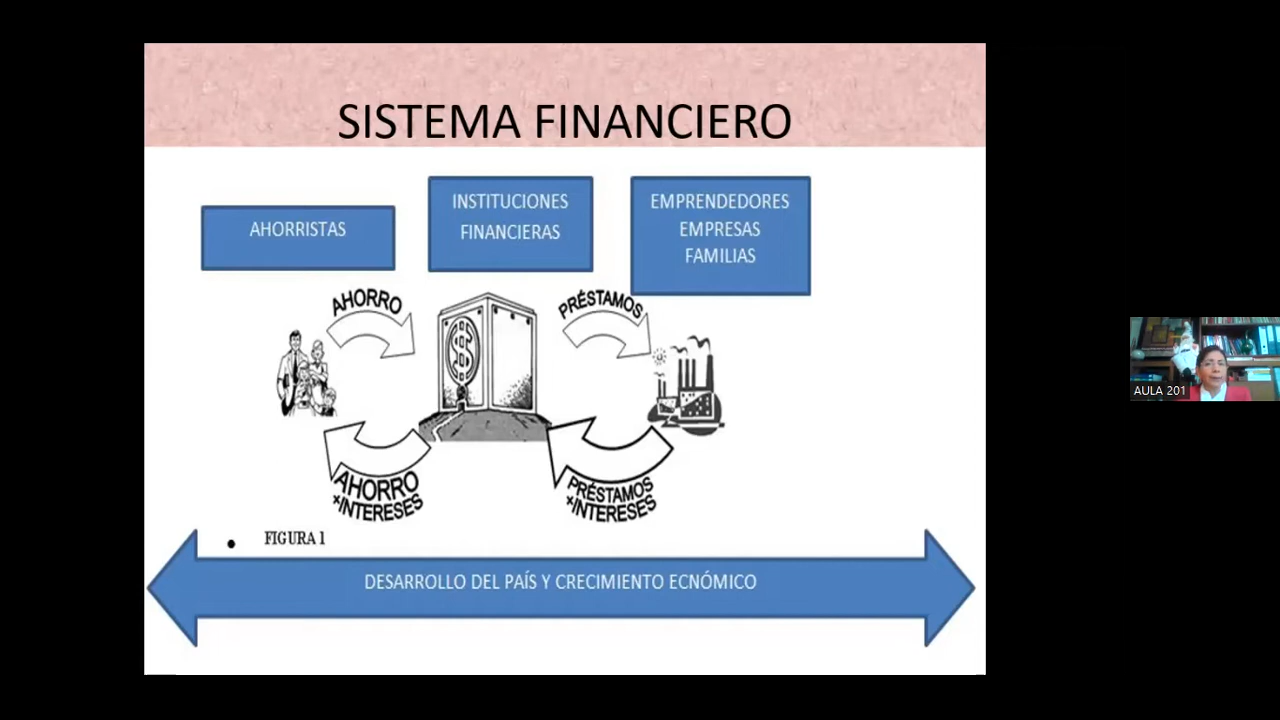 SISTEMA FINANCIERO
AHORRISTAS
INSTITUCIONES
FINANCIERAS
EMPRENDEDORES
EMPRESAS
FAMILIAS
AHORRO
PRÉSTAMOS
AHORRO
+INTERESES
PRÉSTAMOS
+INTERESES
• FIGURA 1
DESARROLLO DEL PAÍS Y CRECIMIENTO ECNÓMICO
AULA 201